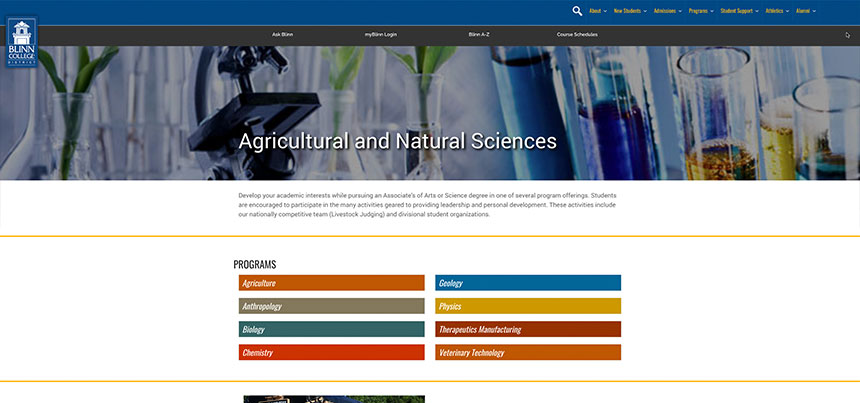 About New Students Admissions Programs Student Support Athletics Alumni
BLINN
COLLEGE
DISTRICT
Ask Blinn myBlinn Login Blinn A-Z Course Schedules
Agricultural and Natural Sciences
Develop your academic interests while pursuing an Associate's of Arts or Science degree in one of several program offerings. Students
are encouraged to participate in the many activities geared to providing leadership and personal development. These activities include
our nationally competitive team (Livestock Judging) and divisional student organizations.
PROGRAMS
Agriculture
Geology
Anthropology
Physics
Biology
Therapeutics Manufacturing
Chemistry
Veterinary Technology